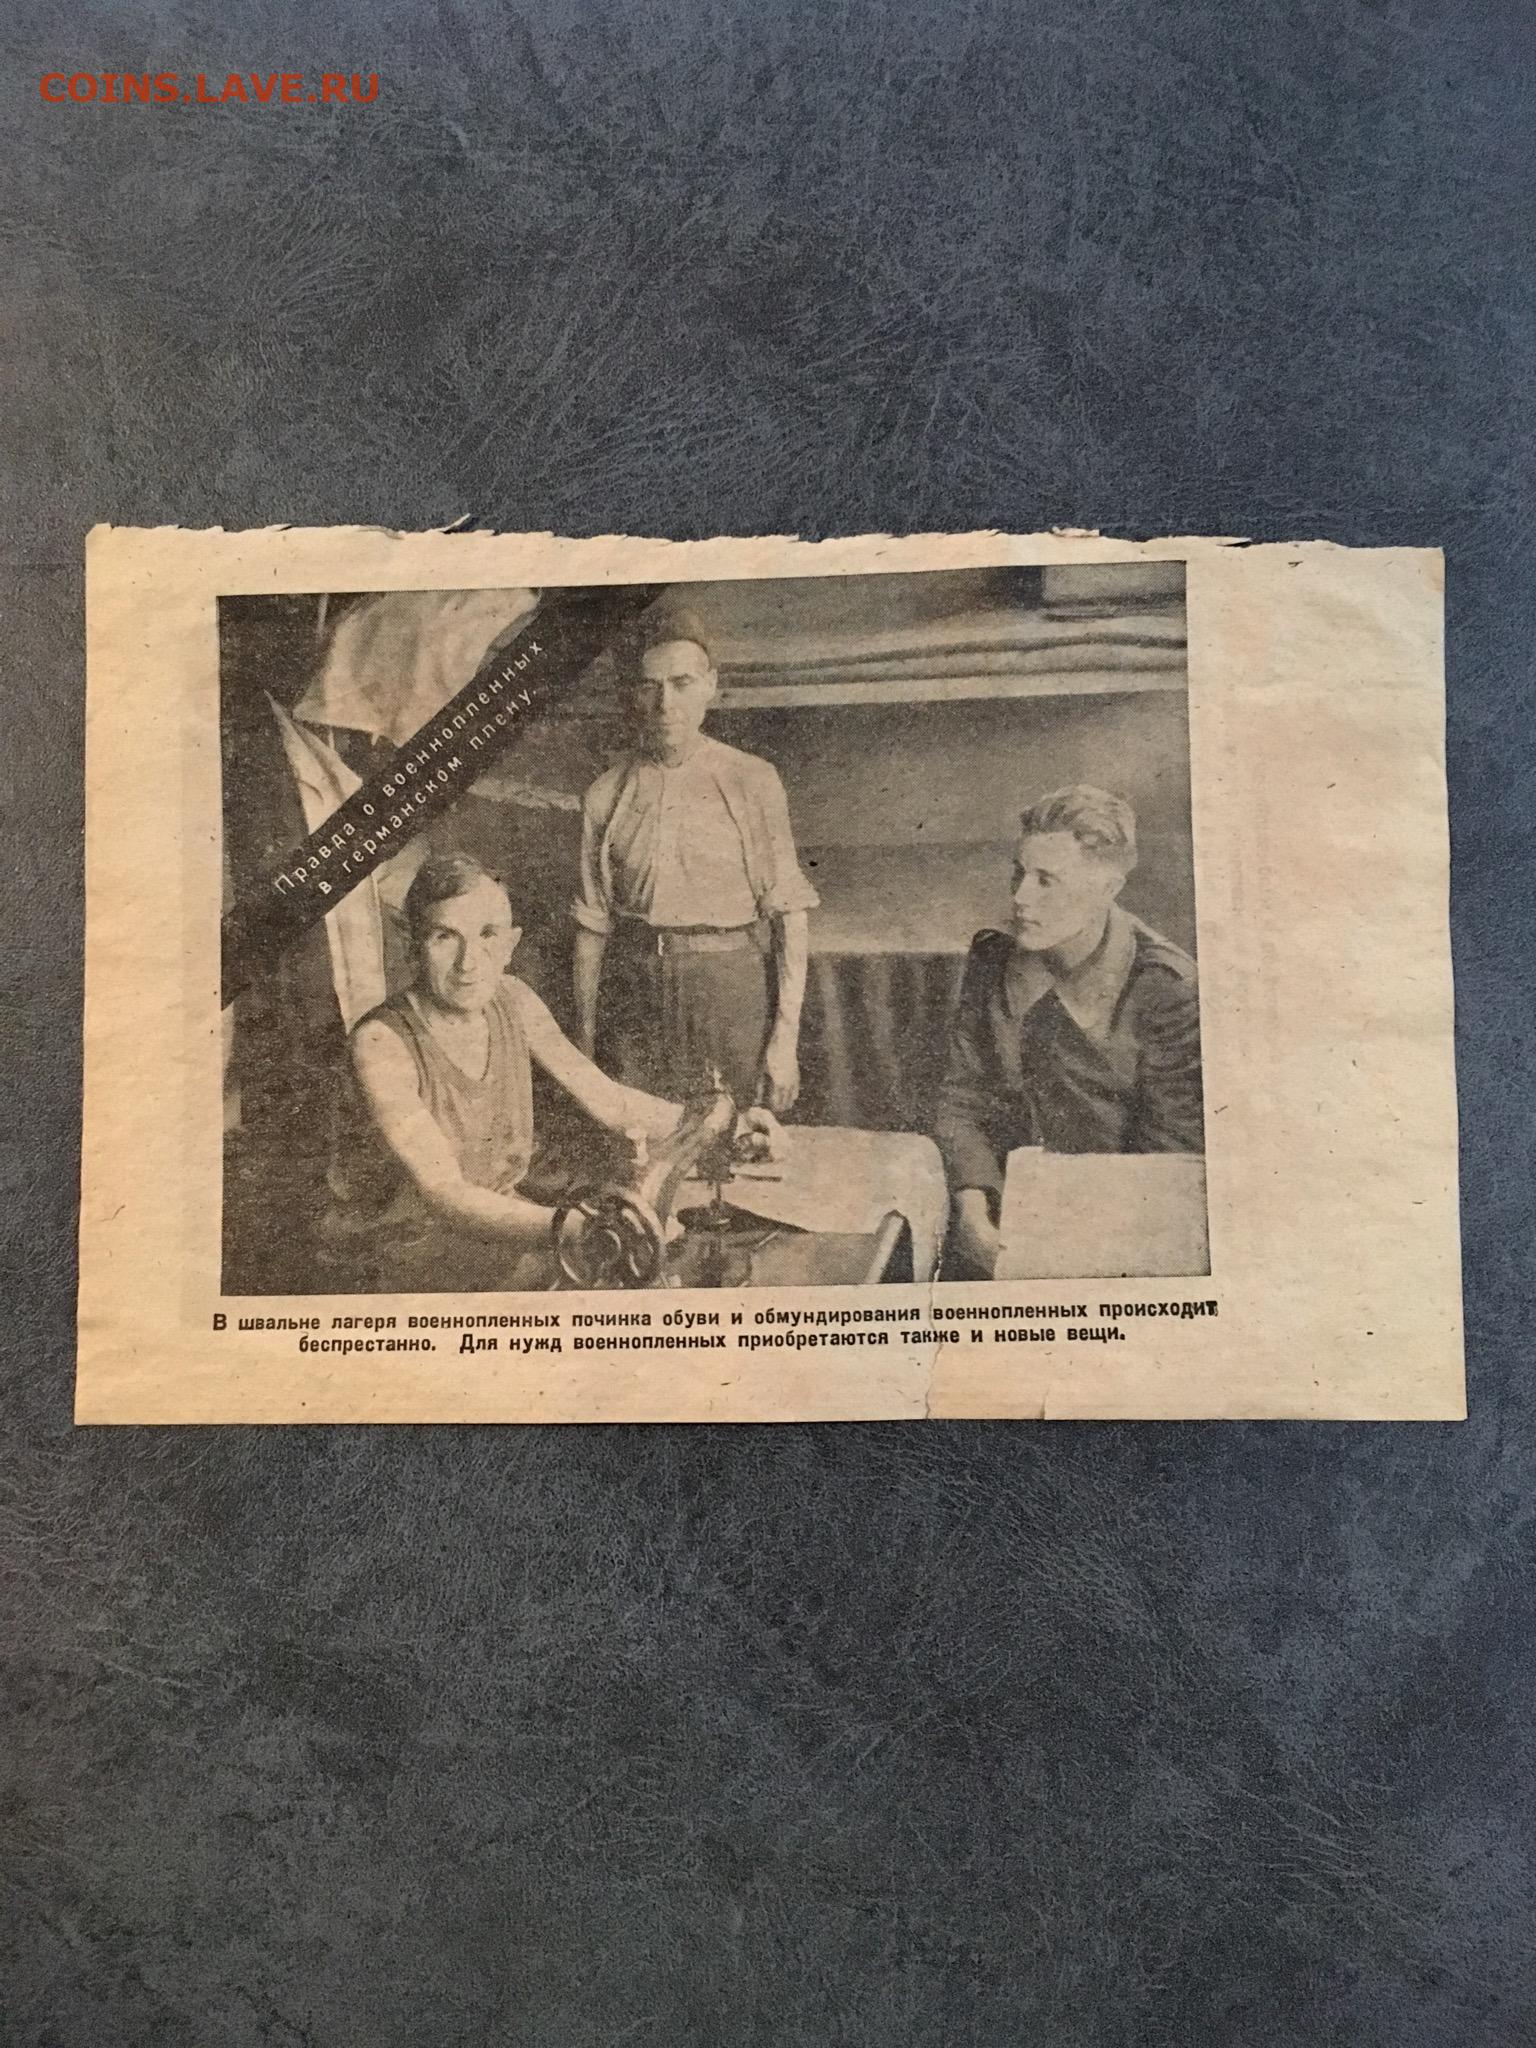 COINS.LAVE.RU
Правда о военнопленных
в германском плену.
В швальне лагеря военнопленных починка обуви и обмундирования военнопленных происходит
беспрестанно. Для нужд военнопленных приобретаются также и новые вещи.